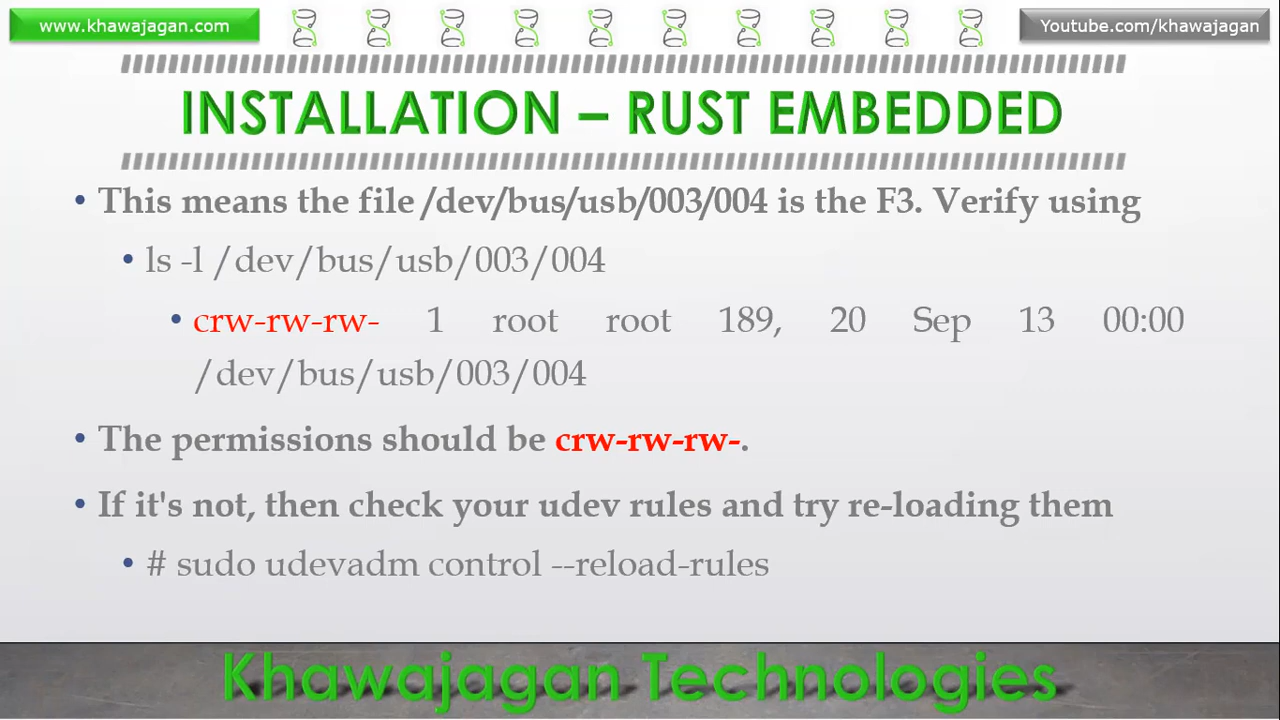 www.khawajagan.com
Youtube.com/khawajagan
INSTALLATION – RUST EMBEDDED
• This means the file /dev/bus/usb/003/004 is the F3. Verify using
• ls -l /dev/bus/usb/003/004
• crw-rw-rw- 1 root root 189, 20 Sep 13 00:00
/dev/bus/usb/003/004
• The permissions should be crw-rw-rw-.
• If it's not, then check your udev rules and try re-loading them
• # sudo udevadm control --reload-rules
Khawajagan Technologies